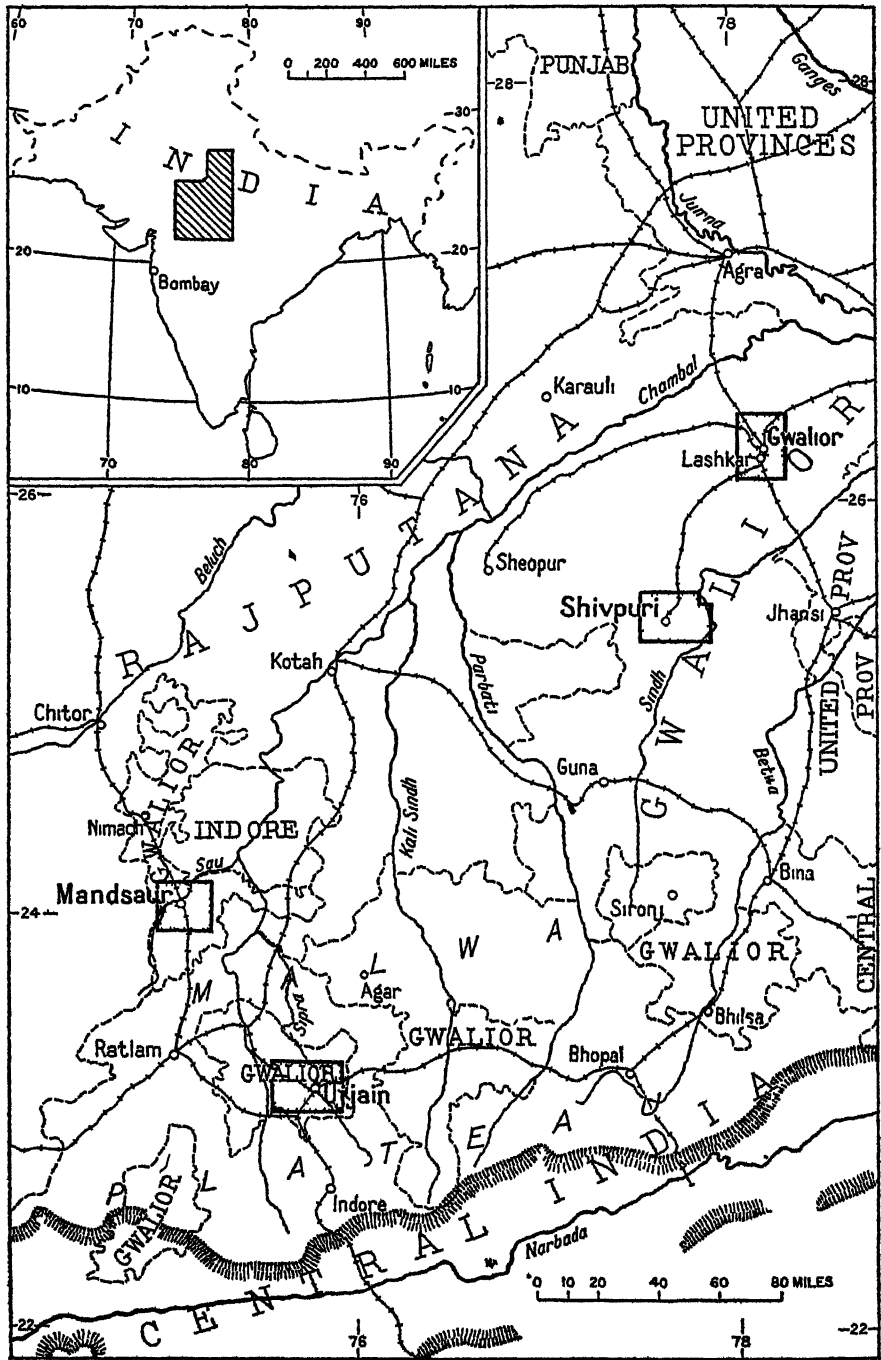 60
70
80
90
0 200 400 600 MILES
30
INDIA
20
20
Bombay
10
10
70
80
90
78
28
28
PUNJAB
Ganges
UNITED
PROVINCES
Jumna
Agra
Karauli
Chambal
RAJPUTANA
Gwalior
Lashkar
GWALIOR
26
76
26
Beluch
Sheopur
Shivpuri
Jhansi
UNITED PROV
Kotah
Parbati
Sindh
CENTRAL PROV
Chitor
Betwa
GWALIOR
Guna
Nimach
INDORE
Kali Sindh
Sau
Mandsaur
Bina
Sironj
24
MALWA
GWALIOR
Agar
Sipra
Bhilsa
GWALIOR
Ratlam
Bhopal
GWALIOR
Ujjain
PLATEAU
Indore
GWALIOR
CENTRAL INDIA
Narbada
0 10 20 40 60 80 MILES
22
22
76
78